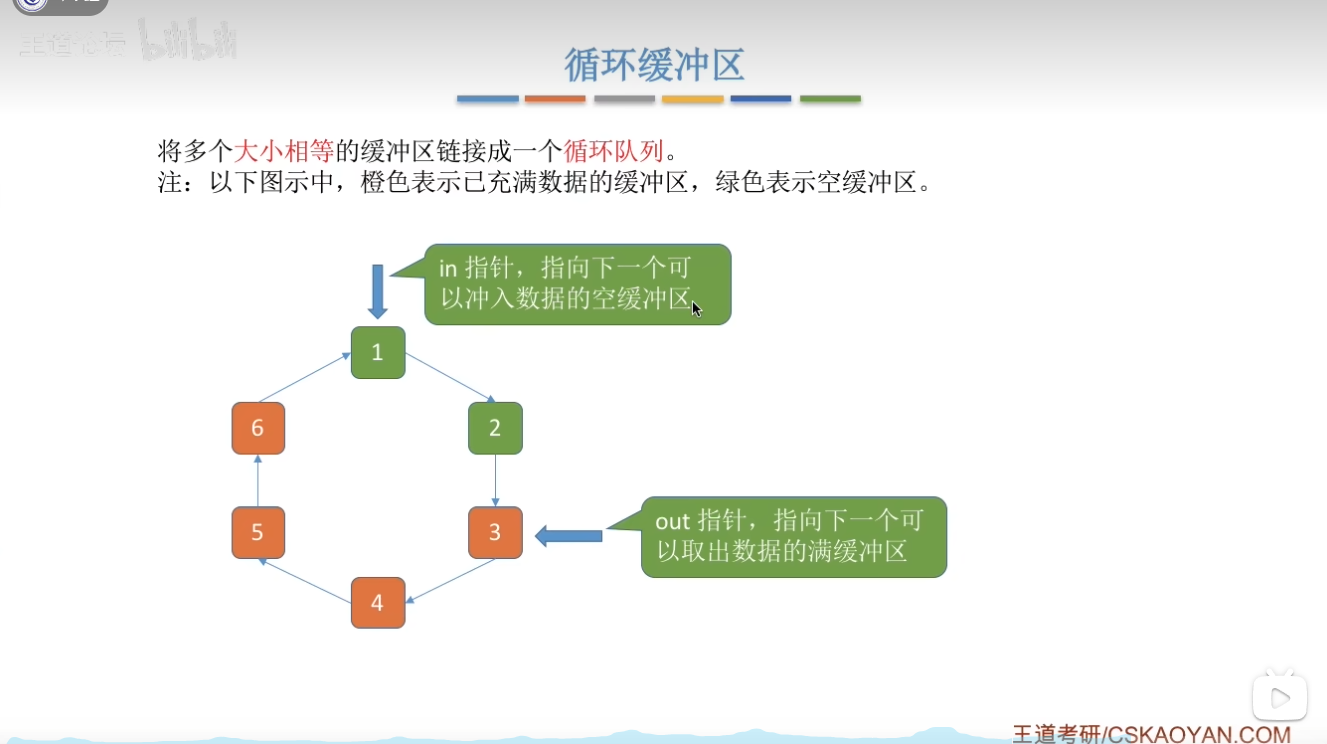 王道论坛 bilibili
循环缓冲区
将多个大小相等的缓冲区链接成一个循环队列。
注：以下图示中，橙色表示已充满数据的缓冲区，绿色表示空缓冲区。
in 指针，指向下一个可
以冲入数据的空缓冲区
1
6
2
5
3
out 指针，指向下一个可
以取出数据的满缓冲区
4
王道考研/CSKAOYAN.COM